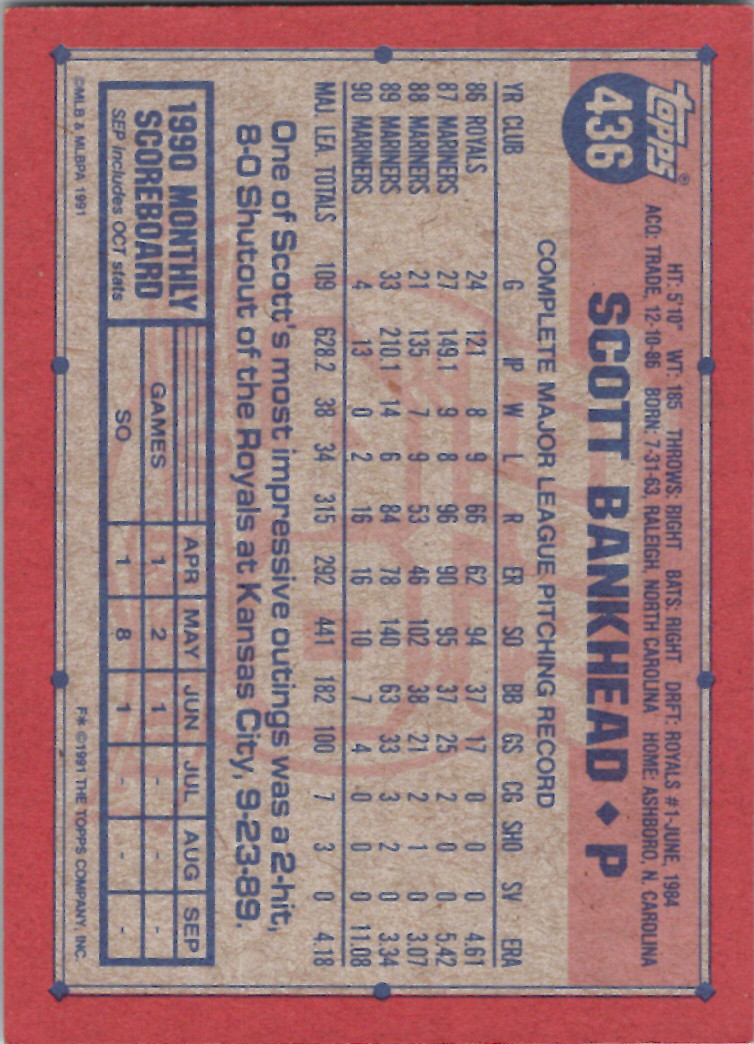 topps®
436
HT: 5'10" WT: 185 THROWS: RIGHT BATS: RIGHT DRFT: ROYALS #1-JUNE, 1984
ACQ: TRADE, 12-10-86 BORN: 7-31-63, RALEIGH, NORTH CAROLINA HOME: ASHBORO, N. CAROLINA
SCOTT BANKHEAD ♦ P
COMPLETE MAJOR LEAGUE PITCHING RECORD
YR CLUB G IP W L R ER SO BB GS CG SHO SV ERA
86 ROYALS 24 121 8 9 66 62 94 37 17 0 0 0 4.61
87 MARINERS 27 149.1 9 8 96 90 95 37 25 2 0 0 5.42
88 MARINERS 21 135 7 9 53 46 102 38 21 2 1 0 3.07
89 MARINERS 33 210.1 14 6 84 78 140 63 33 3 2 0 3.34
90 MARINERS 4 13 0 2 16 16 10 7 4 0 0 0 11.08
MAJ. LEA. TOTALS 109 628.2 38 34 315 292 441 182 100 7 3 0 4.18
One of Scott's most impressive outings was a 2-hit,
8-0 Shutout of the Royals at Kansas City, 9-23-89.
1990 MONTHLY
SCOREBOARD
SEP includes OCT stats
APR MAY JUN JUL AUG SEP
GAMES 1 2 1 - - -
SO 1 8 1 - - -
©MLB & MLBPA 1991
F* ©1991 THE TOPPS COMPANY, INC.